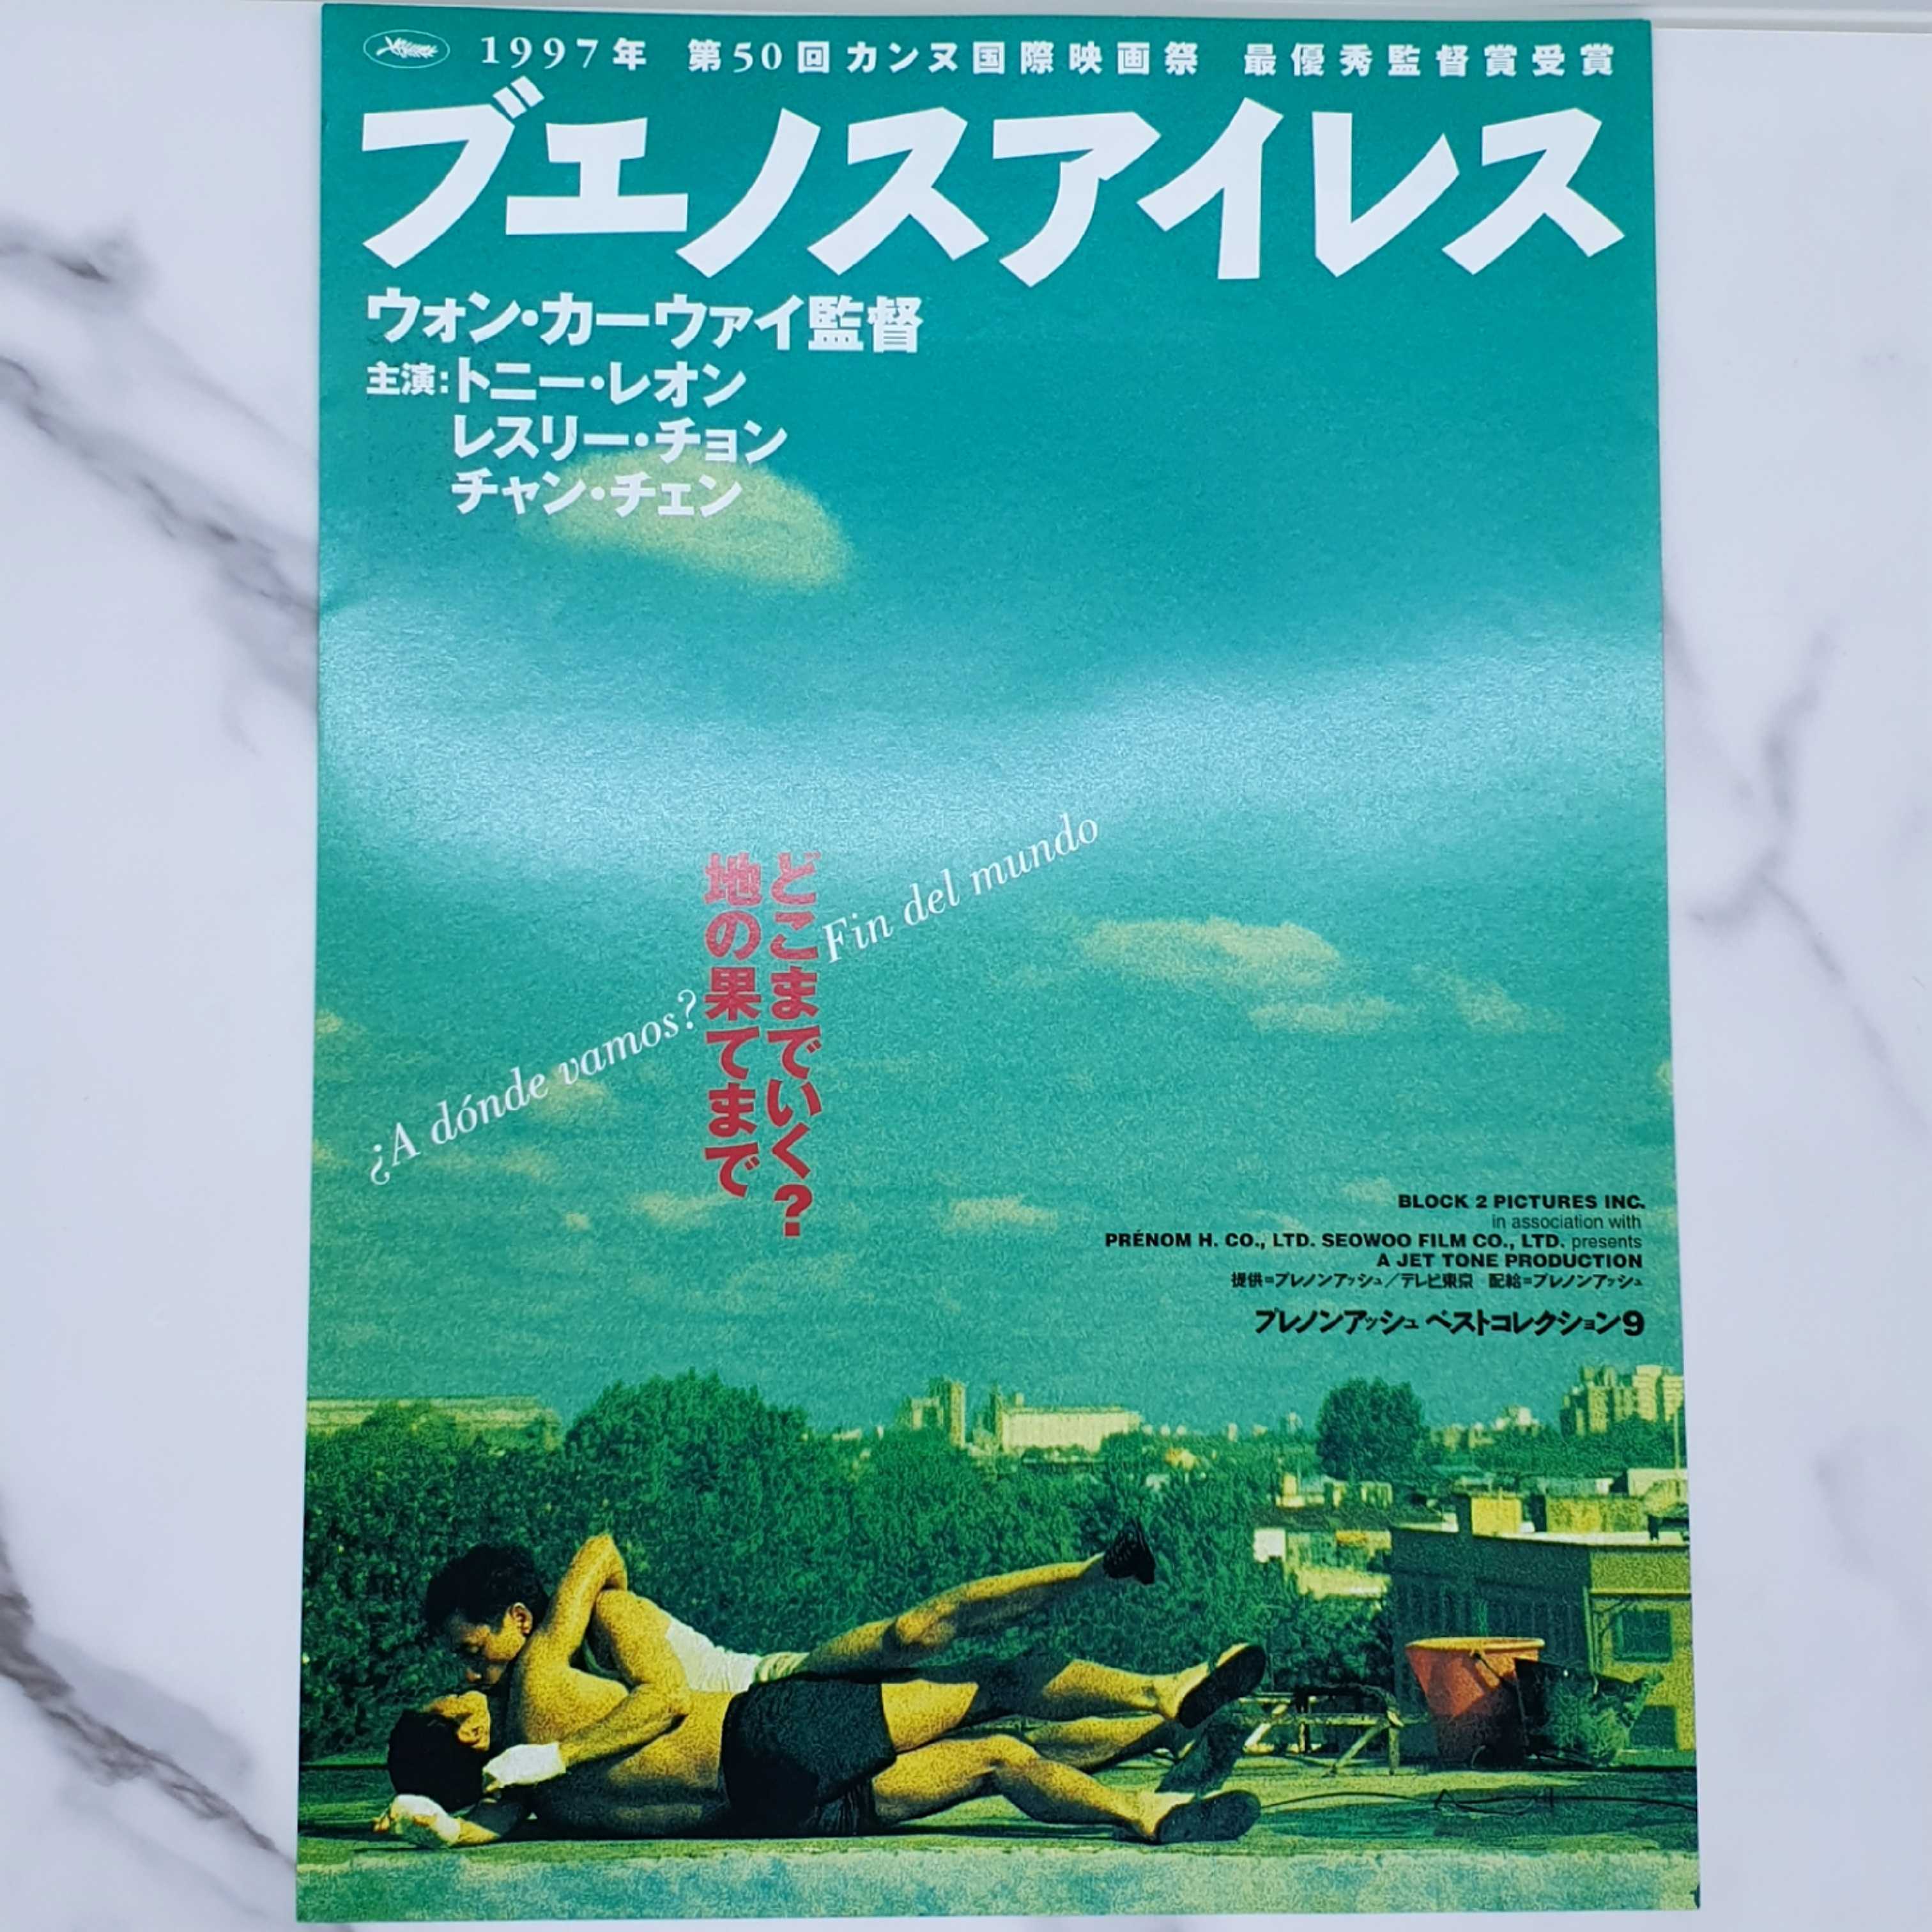 1997年 第50回カンヌ国際映画祭 最優秀監督賞受賞
ブエノスアイレス
ウォン・カーウァイ監督
主演:トニー・レオン
レスリー・チョン
チャン・チェン
どこまでいく?
地の果てまで
¿A dónde vamos?
Fin del mundo
BLOCK 2 PICTURES INC.
in association with
PRÉNOM H. CO., LTD. SEOWOO FILM CO., LTD. presents
A JET TONE PRODUCTION
提供=プレノンアッシュ/テレビ東京 配給=プレノンアッシュ
プレノンアッシュ ベストコレクション9